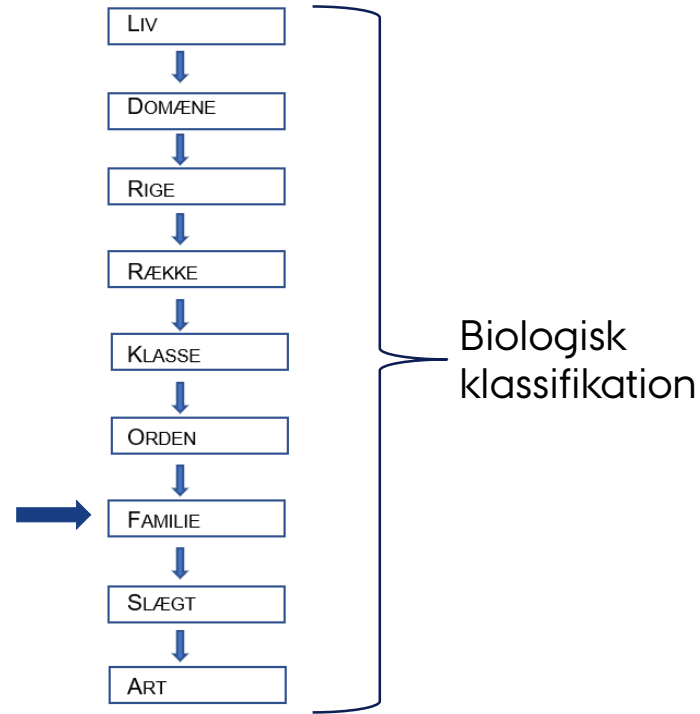 LIV
DOMÆNE
RIGE
RÆKKE
KLASSE
ORDEN
FAMILIE
SLÆGT
ART
Biologisk
klassifikation